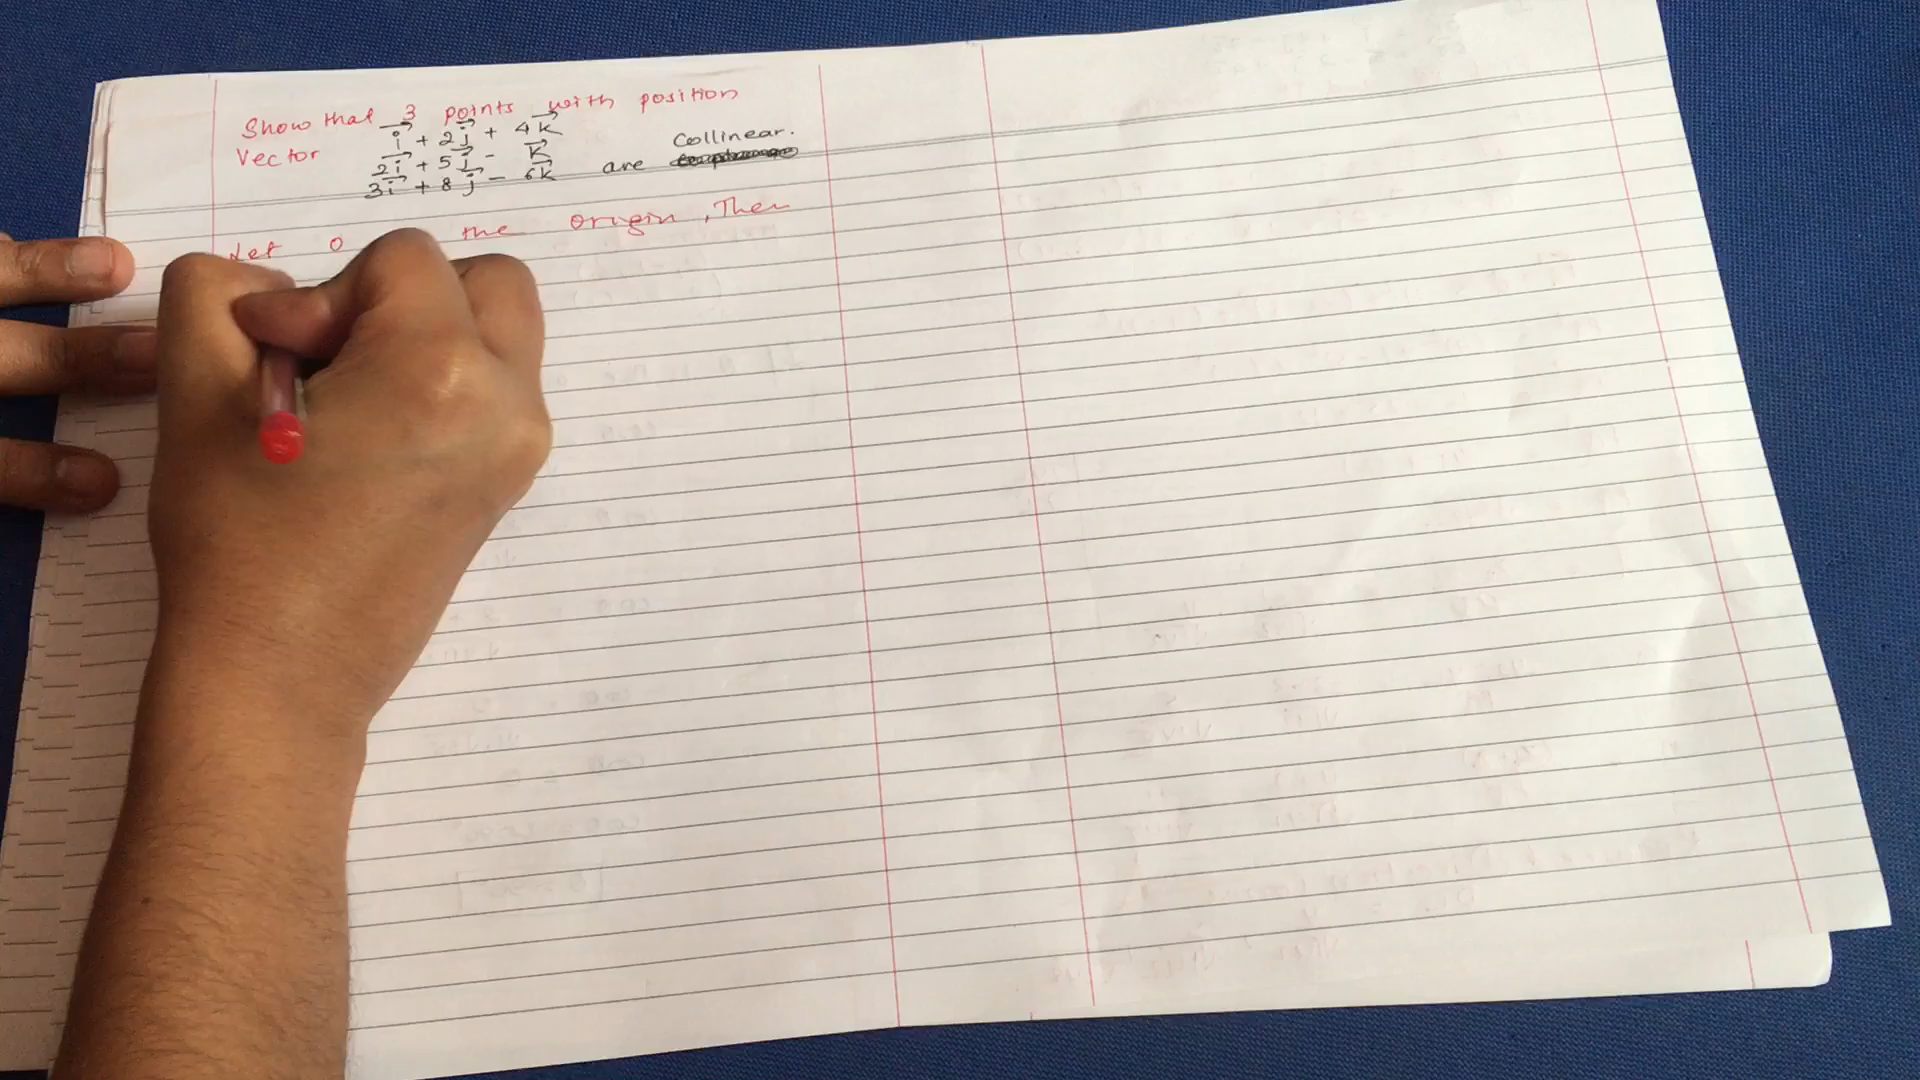 Show that 3 points with position
Vector i⃗ + 2j⃗ + 4k⃗
2i⃗ + 5j⃗ - k⃗ are Collinear.
3i⃗ + 8j⃗ - 6k⃗
Let O the origin, Then